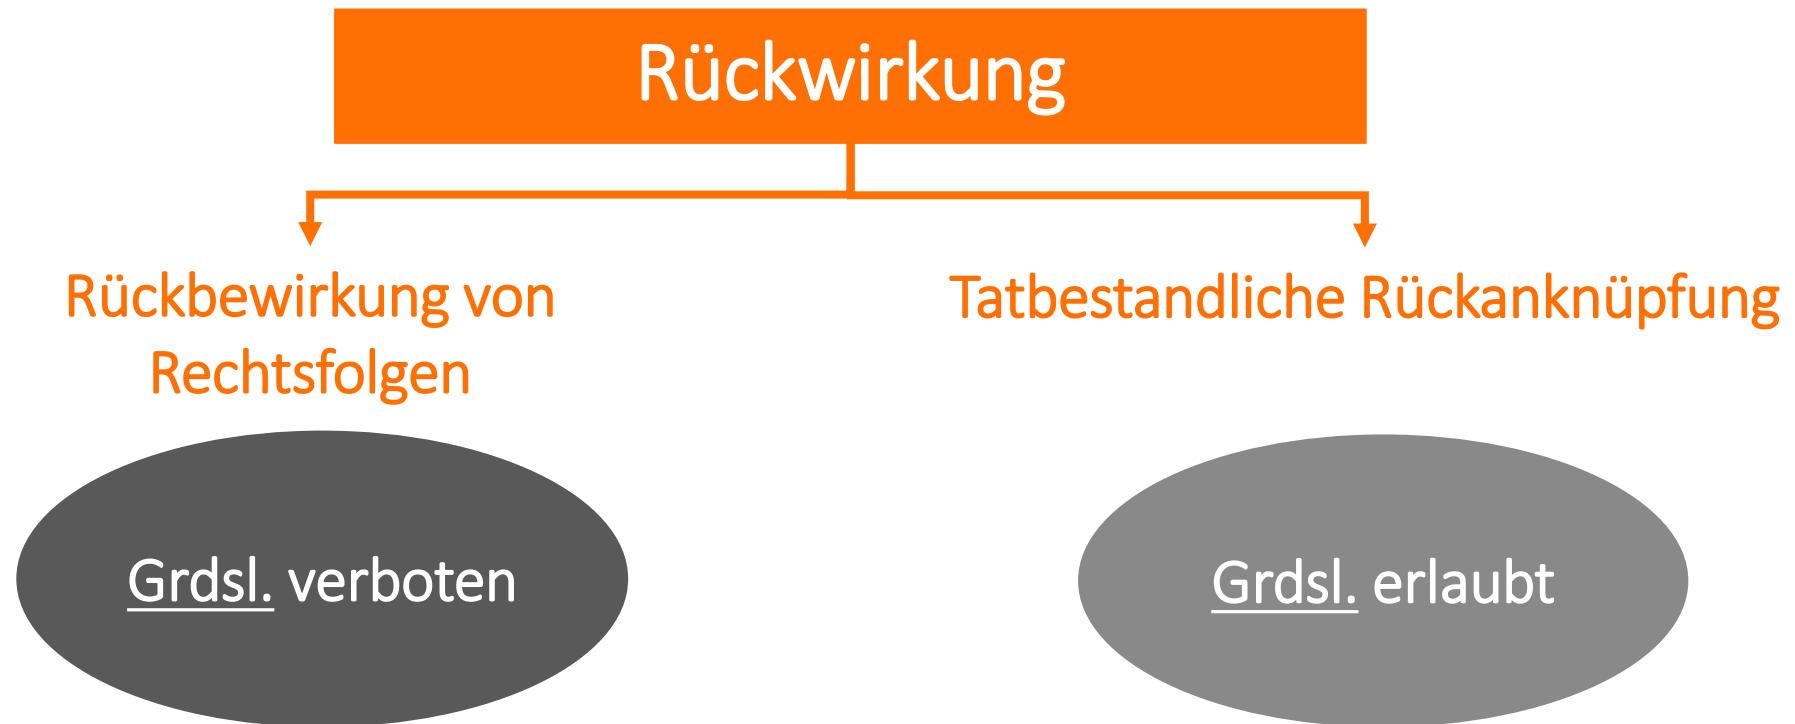 Rückwirkung
Rückbewirkung von
Rechtsfolgen
Tatbestandliche Rückanknüpfung
Grdsl. verboten
Grdsl. erlaubt